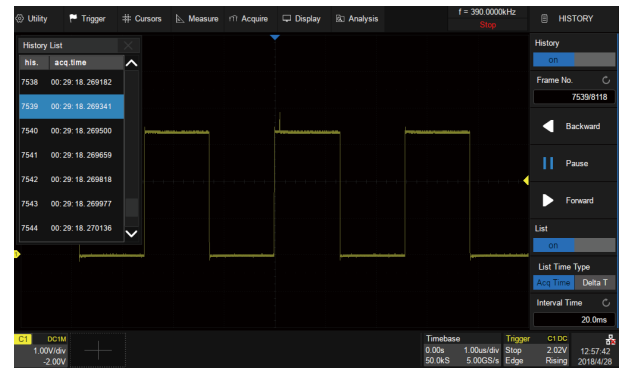 Utility Trigger Cursors Measure Acquire Display Analysis
f = 390.0000kHz
Stop
HISTORY
History List
his. acq.time
7538 00: 29: 18. 269182
7539 00: 29: 18. 269341
7540 00: 29: 18. 269500
7541 00: 29: 18. 269659
7542 00: 29: 18. 269818
7543 00: 29: 18. 269977
7544 00: 29: 18. 270136
History
on
Frame No.
7539/8118
Backward
Pause
Forward
List
on
List Time Type
Acq Time Delta T
Interval Time
20.0ms
C1 DC1M
1.00V/div
-2.00V
Timebase
0.00s 1.00us/div
50.0kS 5.00GS/s
Trigger C1 DC
Stop 2.02V
Edge Rising
12:57:42
2018/4/28